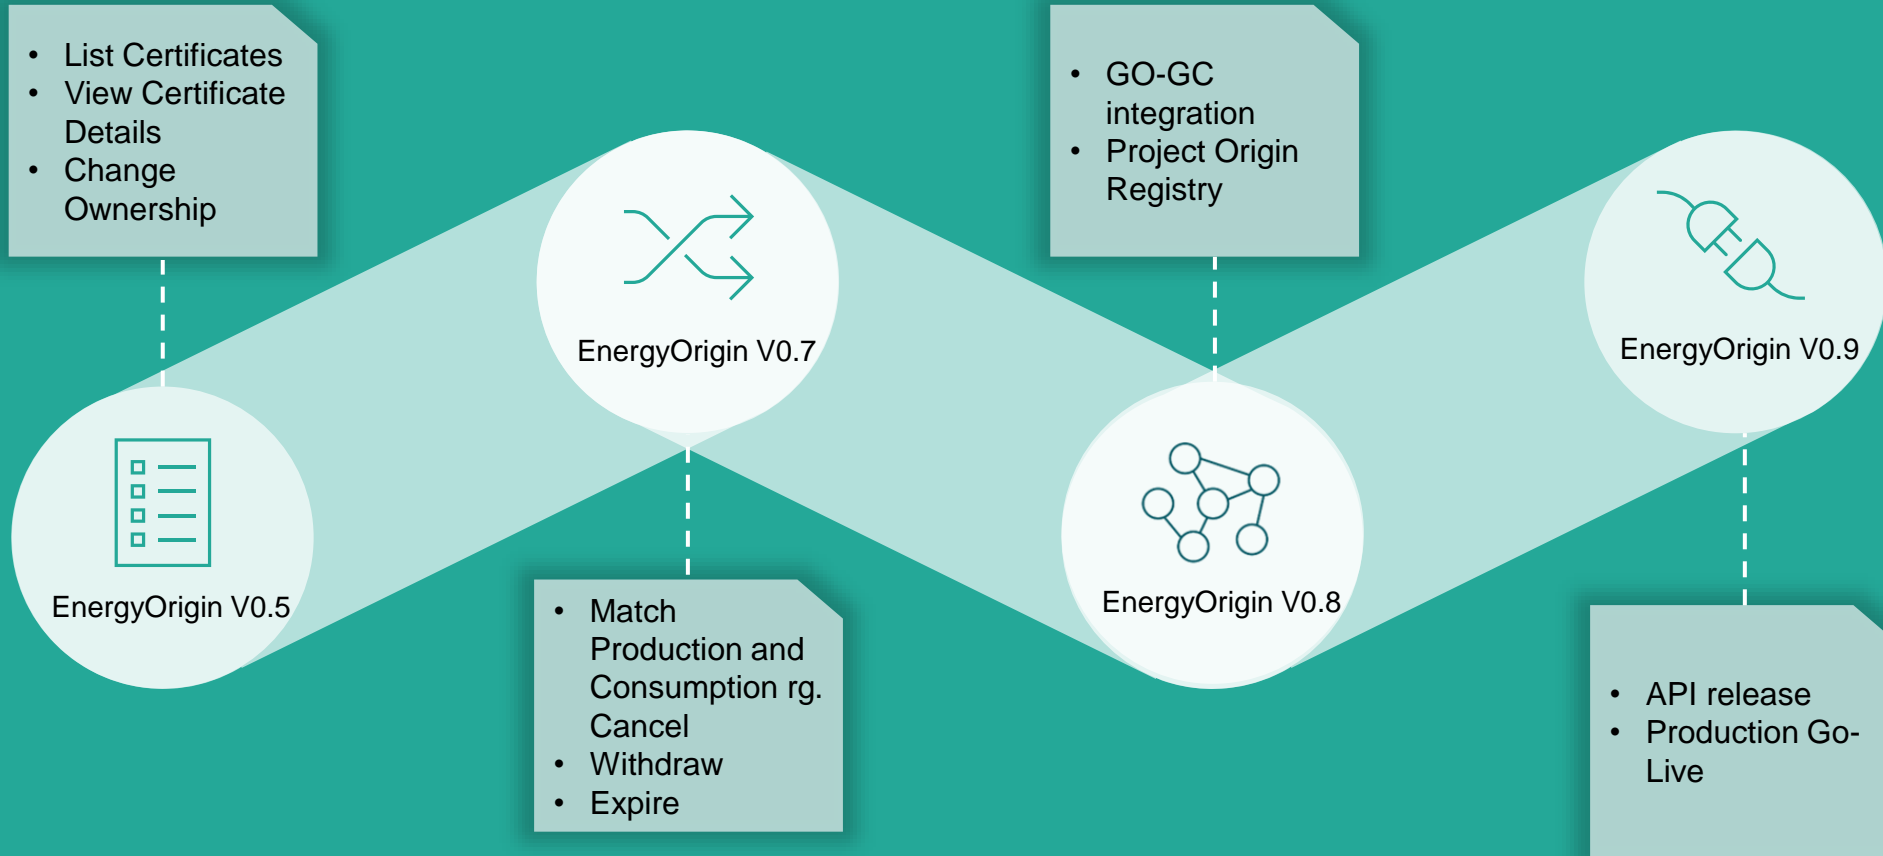 • List Certificates
• View Certificate
Details
• Change
Ownership
EnergyOrigin V0.5
EnergyOrigin V0.7
• Match
Production and
Consumption rg.
Cancel
• Withdraw
• Expire
• GO-GC
integration
• Project Origin
Registry
EnergyOrigin V0.8
EnergyOrigin V0.9
• API release
• Production Go-
Live